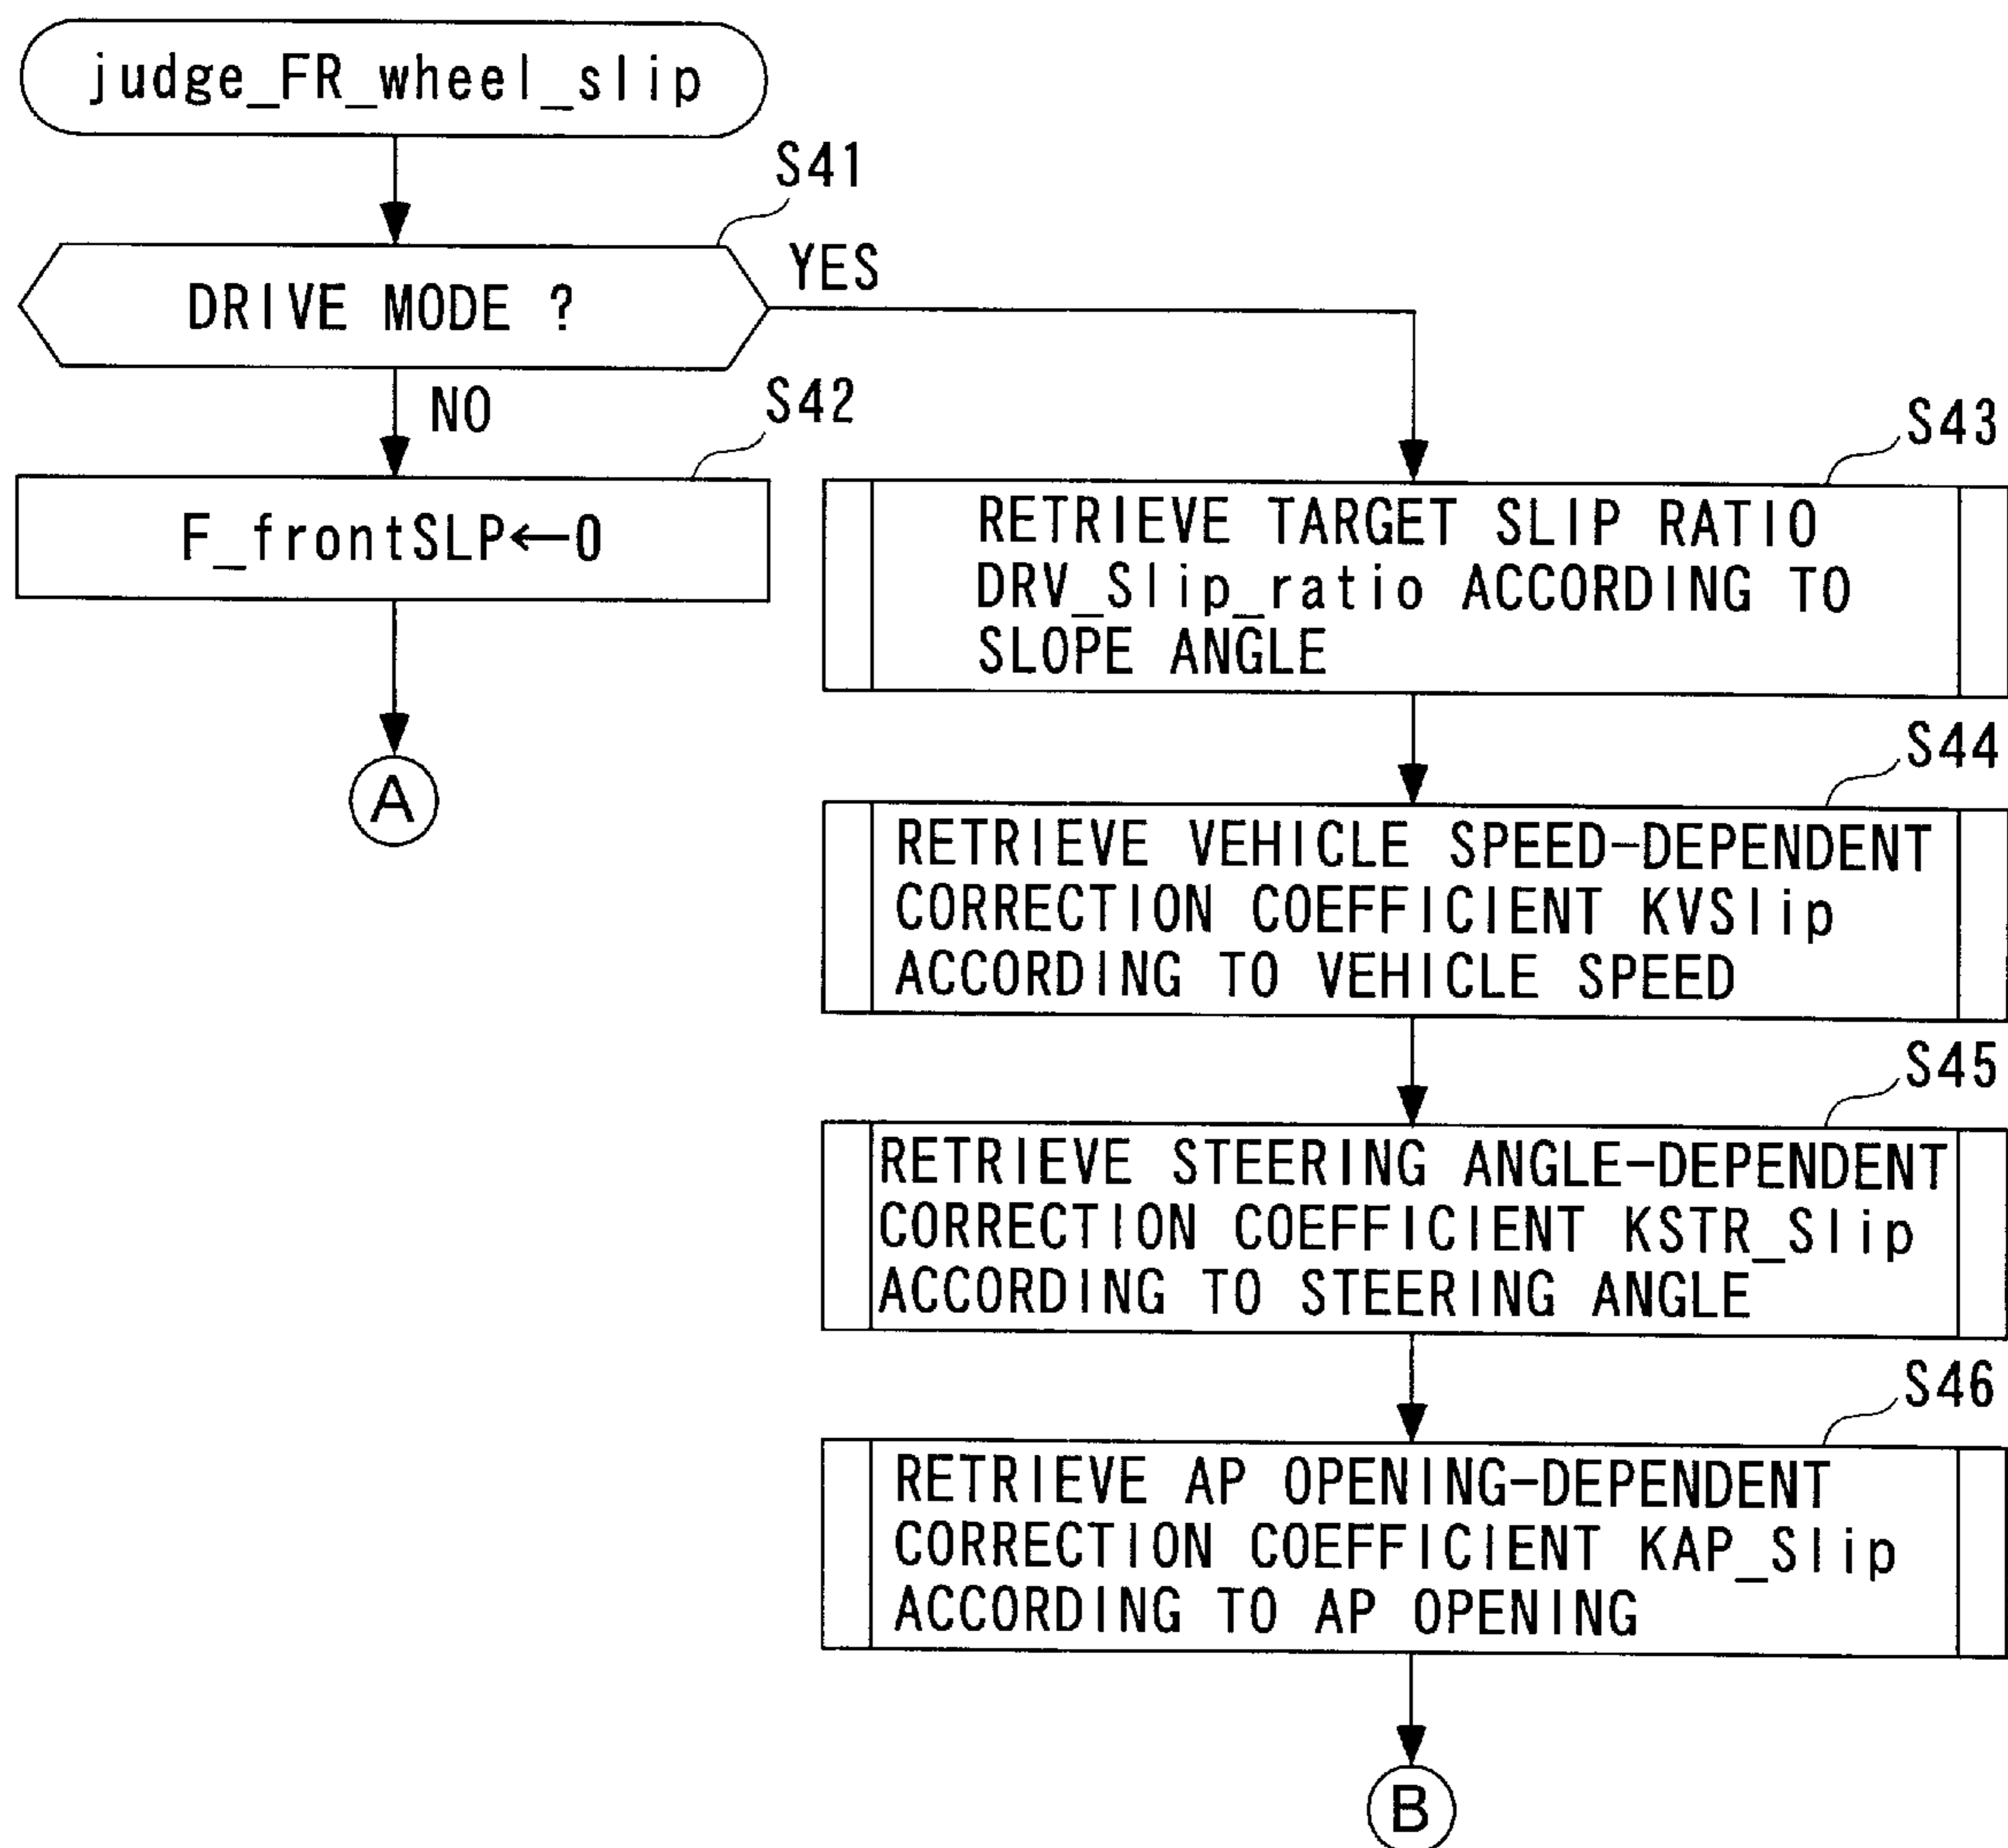 judge_FR_wheel_slip
S41
DRIVE MODE ?
YES
NO
S42
F_frontSLP←0
A
S43
RETRIEVE TARGET SLIP RATIO
DRV_Slip_ratio ACCORDING TO
SLOPE ANGLE
S44
RETRIEVE VEHICLE SPEED-DEPENDENT
CORRECTION COEFFICIENT KVSlip
ACCORDING TO VEHICLE SPEED
S45
RETRIEVE STEERING ANGLE-DEPENDENT
CORRECTION COEFFICIENT KSTR_Slip
ACCORDING TO STEERING ANGLE
S46
RETRIEVE AP OPENING-DEPENDENT
CORRECTION COEFFICIENT KAP_Slip
ACCORDING TO AP OPENING
B